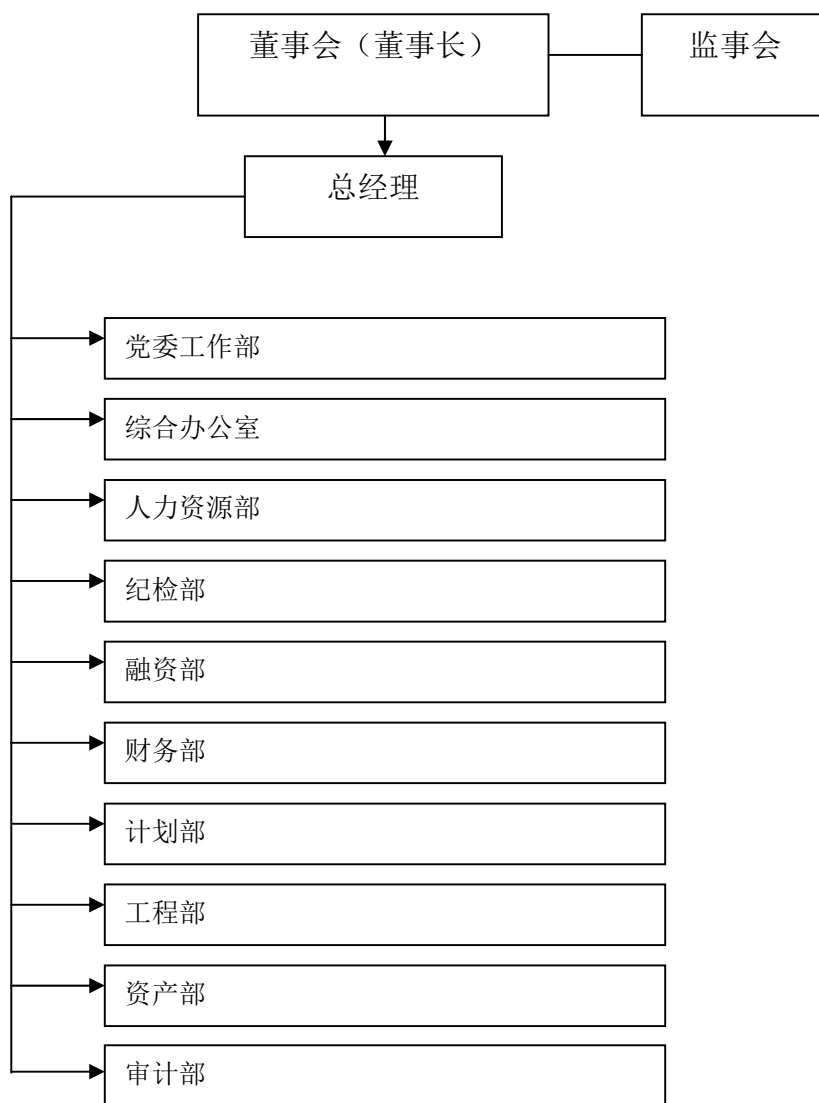 董事会（董事长）
监事会
总经理
党委工作部
综合办公室
人力资源部
纪检部
融资部
财务部
计划部
工程部
资产部
审计部